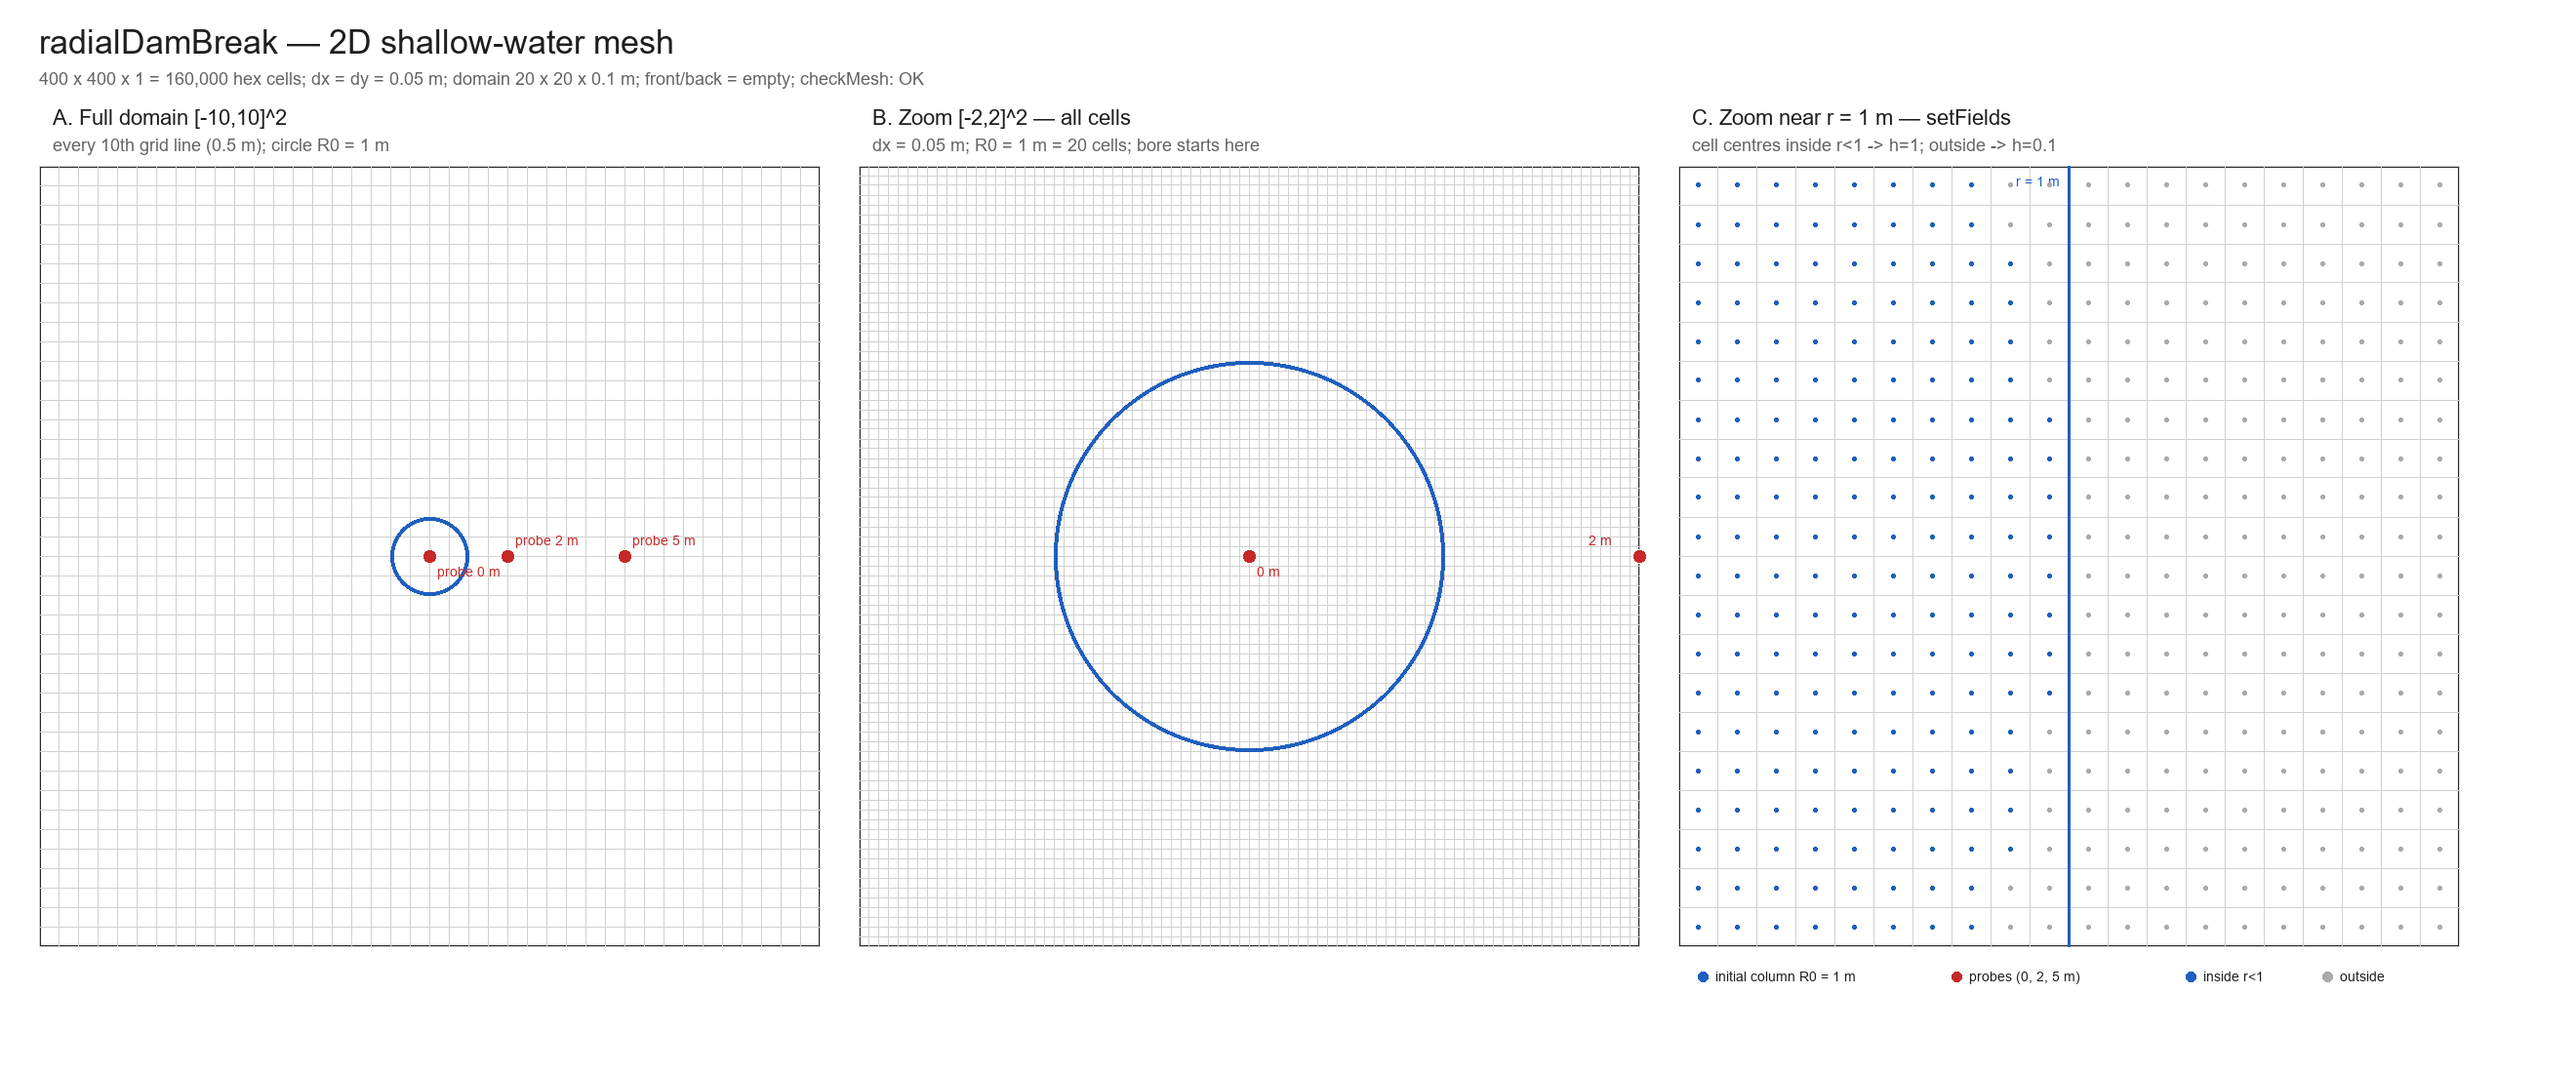 radialDamBreak — 2D shallow-water mesh
400 x 400 x 1 = 160,000 hex cells; dx = dy = 0.05 m; domain 20 x 20 x 0.1 m; front/back = empty; checkMesh: OK
A. Full domain [-10,10]^2
every 10th grid line (0.5 m); circle R0 = 1 m
probe 2 m
probe 5 m
probe 0 m
B. Zoom [-2,2]^2 — all cells
dx = 0.05 m; R0 = 1 m = 20 cells; bore starts here
2 m
0 m
C. Zoom near r = 1 m — setFields
cell centres inside r<1 -> h=1; outside -> h=0.1
r = 1 m
initial column R0 = 1 m
probes (0, 2, 5 m)
inside r<1
outside